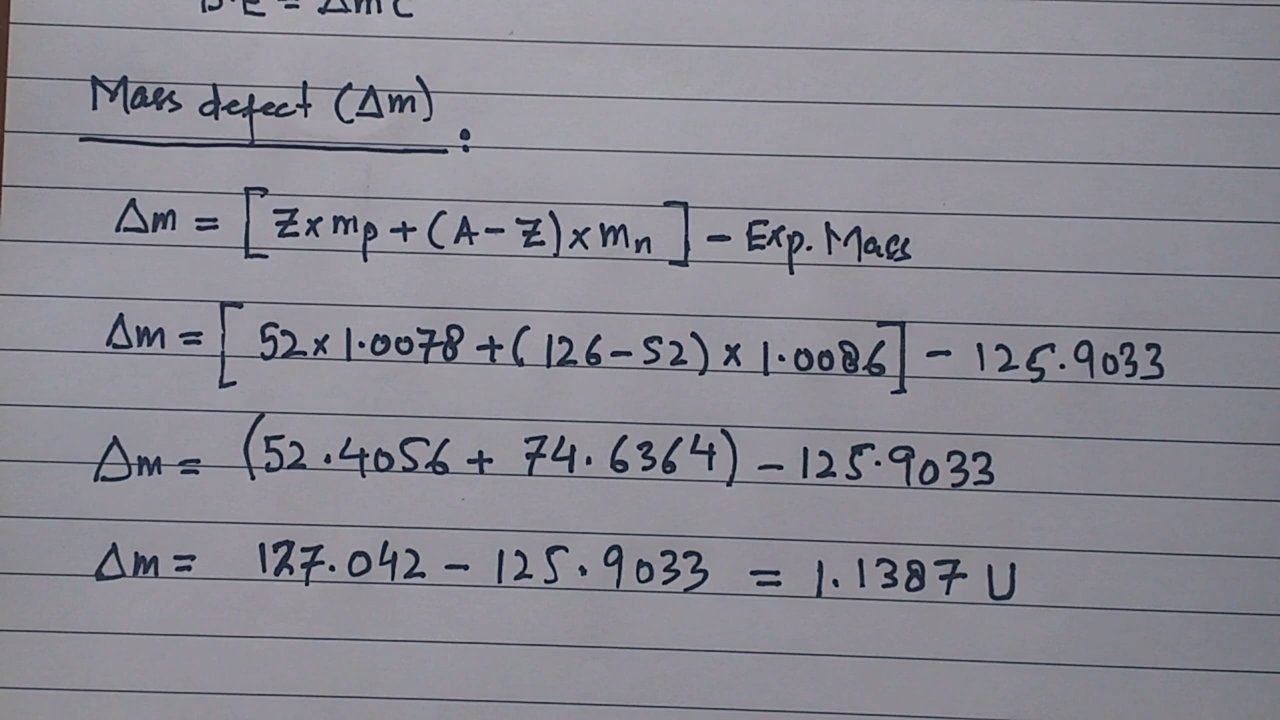 B.E = Δmc
Mass defect (Δm) :
Δm = [Z×mp + (A−Z)×mn] − Exp. Mass
Δm = [52×1.0078 + (126−52) × 1.0086] − 125.9033
Δm = (52.4056 + 74.6364) − 125.9033
Δm = 127.042 − 125.9033 = 1.1387 U